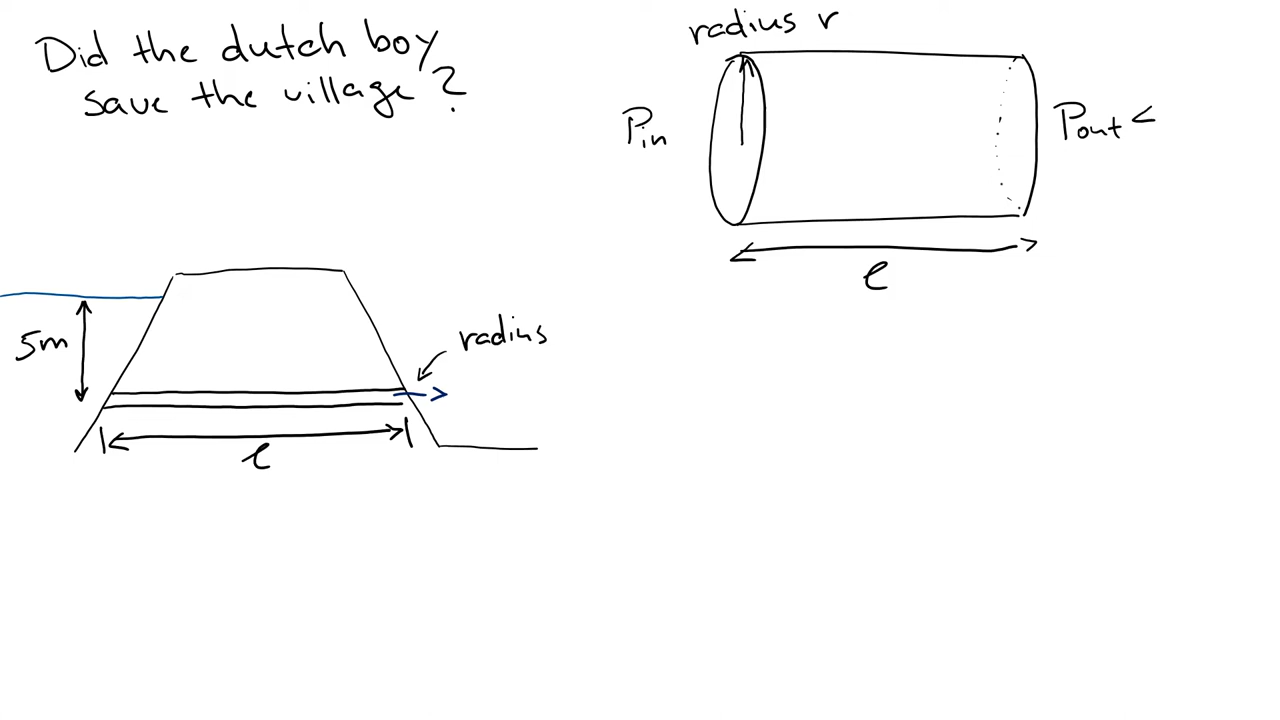 Did the dutch boy
save the village?
radius r
Pin
Pout <
l
5m
radius
l